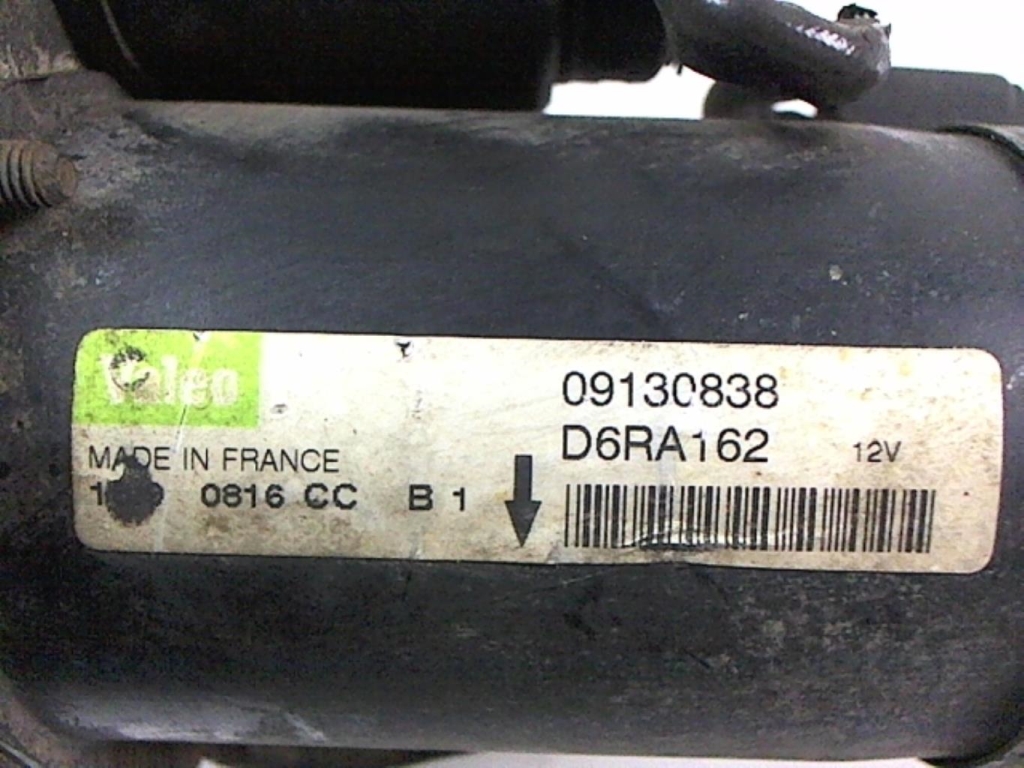 Valeo
09130838
D6RA162 12V
MADE IN FRANCE
0816 CC B 1